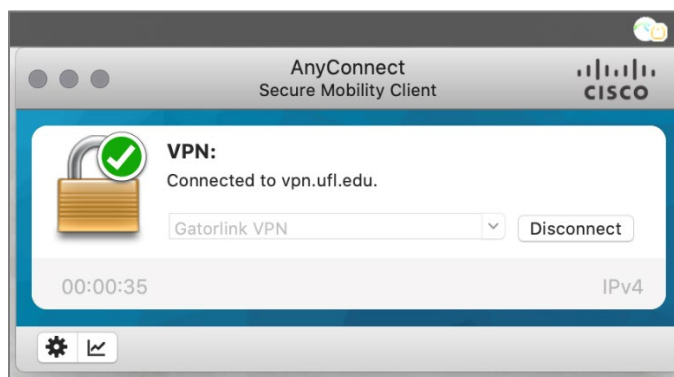 AnyConnect
Secure Mobility Client
CISCO
VPN:
Connected to vpn.ufl.edu.
Gatorlink VPN
Disconnect
00:00:35
IPv4